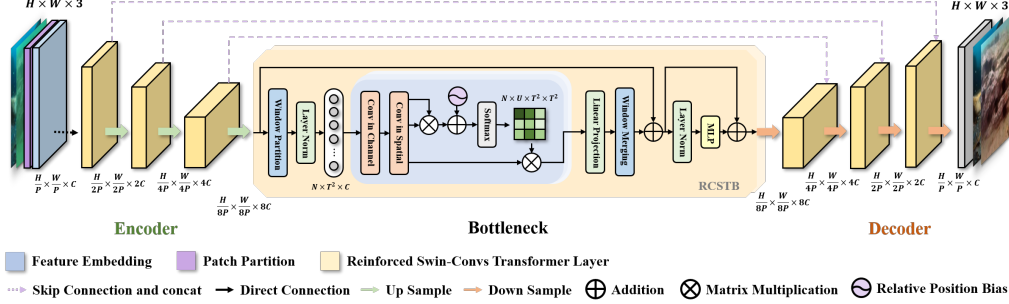 H × W × 3
H × W × 3
N × U × T² × T²
Window Partition
Layer Norm
Conv in Channel
Conv in Spatial
Softmax
Linear Projection
Window Merging
Layer Norm
MLP
N × T² × C
RCSTB
H/P × W/P × C
H/2P × W/2P × 2C
H/4P × W/4P × 4C
H/8P × W/8P × 8C
H/8P × W/8P × 8C
H/4P × W/4P × 4C
H/2P × W/2P × 2C
H/P × W/P × C
Encoder
Bottleneck
Decoder
Feature Embedding
Patch Partition
Reinforced Swin-Convs Transformer Layer
Skip Connection and concat
Direct Connection
Up Sample
Down Sample
Addition
Matrix Multiplication
Relative Position Bias